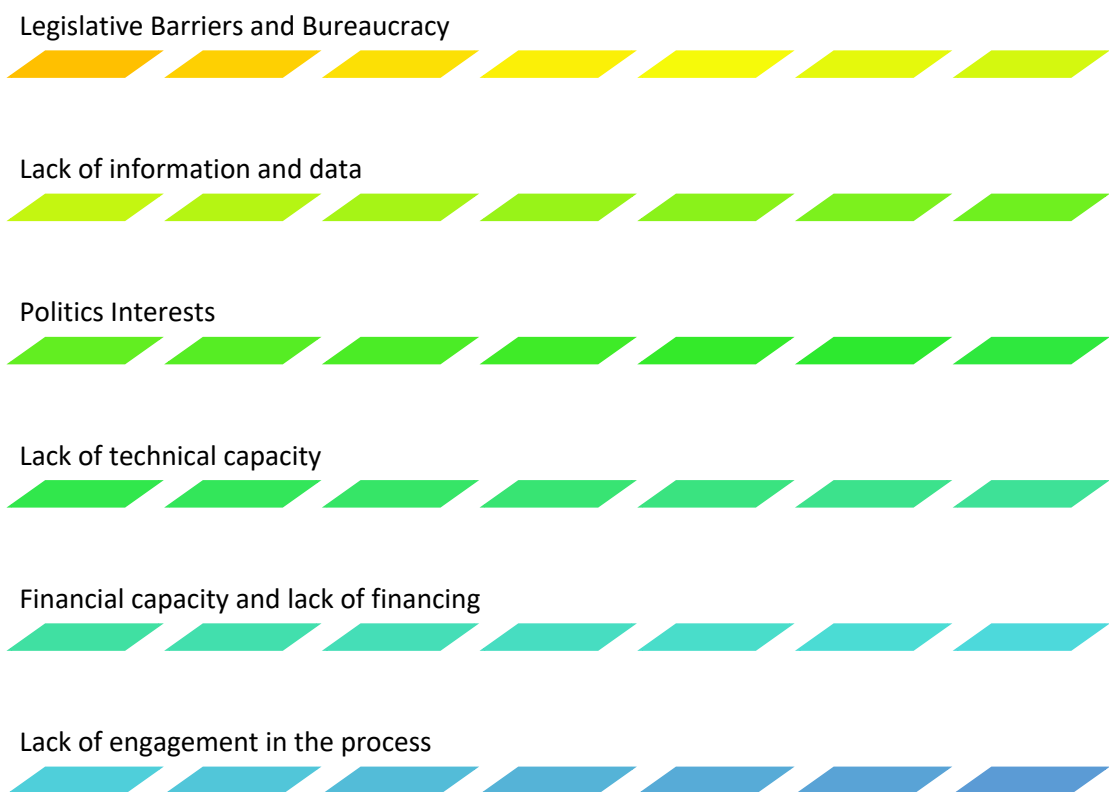 Legislative Barriers and Bureaucracy
Lack of information and data
Politics Interests
Lack of technical capacity
Financial capacity and lack of financing
Lack of engagement in the process